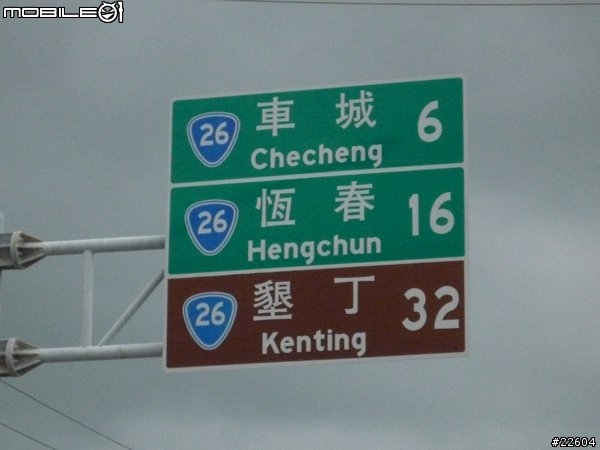 MOBILE01
26 車城 6
Checheng
26 恆春 16
Hengchun
26 墾丁 32
Kenting
#22604